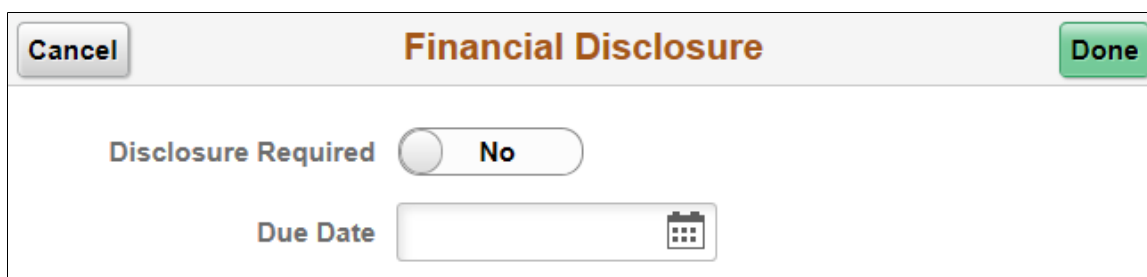 Cancel Financial Disclosure Done
Disclosure Required No
Due Date